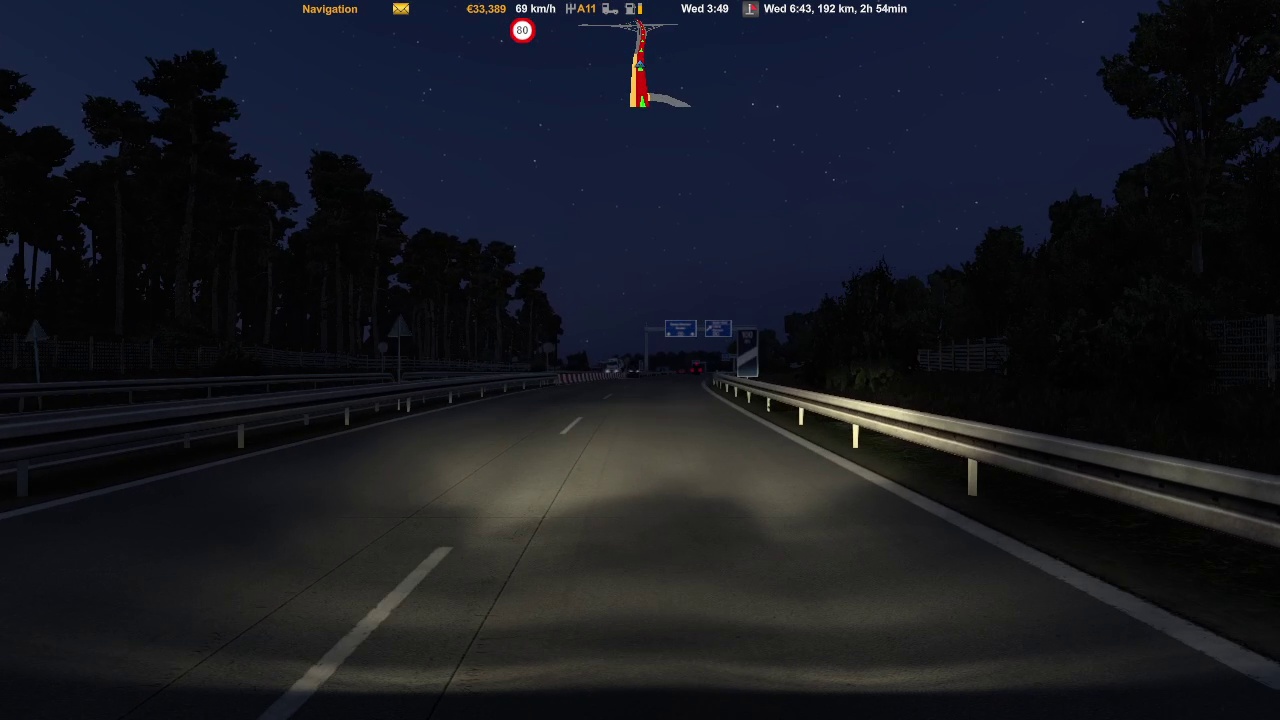 Navigation
€33,389
69 km/h
A11
Wed 3:49
Wed 6:43, 192 km, 2h 54min
80